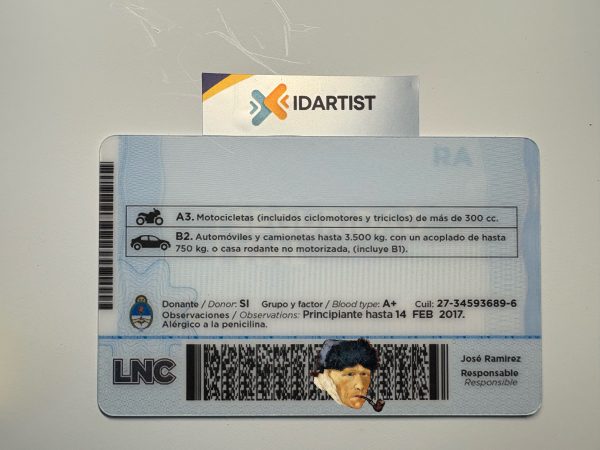 IDARTIST
RA
A3. Motocicletas (incluidos ciclomotores y triciclos) de más de 300 cc.
B2. Automóviles y camionetas hasta 3.500 kg. con un acoplado de hasta
750 kg. o casa rodante no motorizada, (incluye B1).
Donante / Donor: SI Grupo y factor / Blood type: A+ Cuil: 27-34593689-6
Observaciones / Observations: Principiante hasta 14 FEB 2017.
Alérgico a la penicilina.
LNC
José Ramirez
Responsable
Responsible